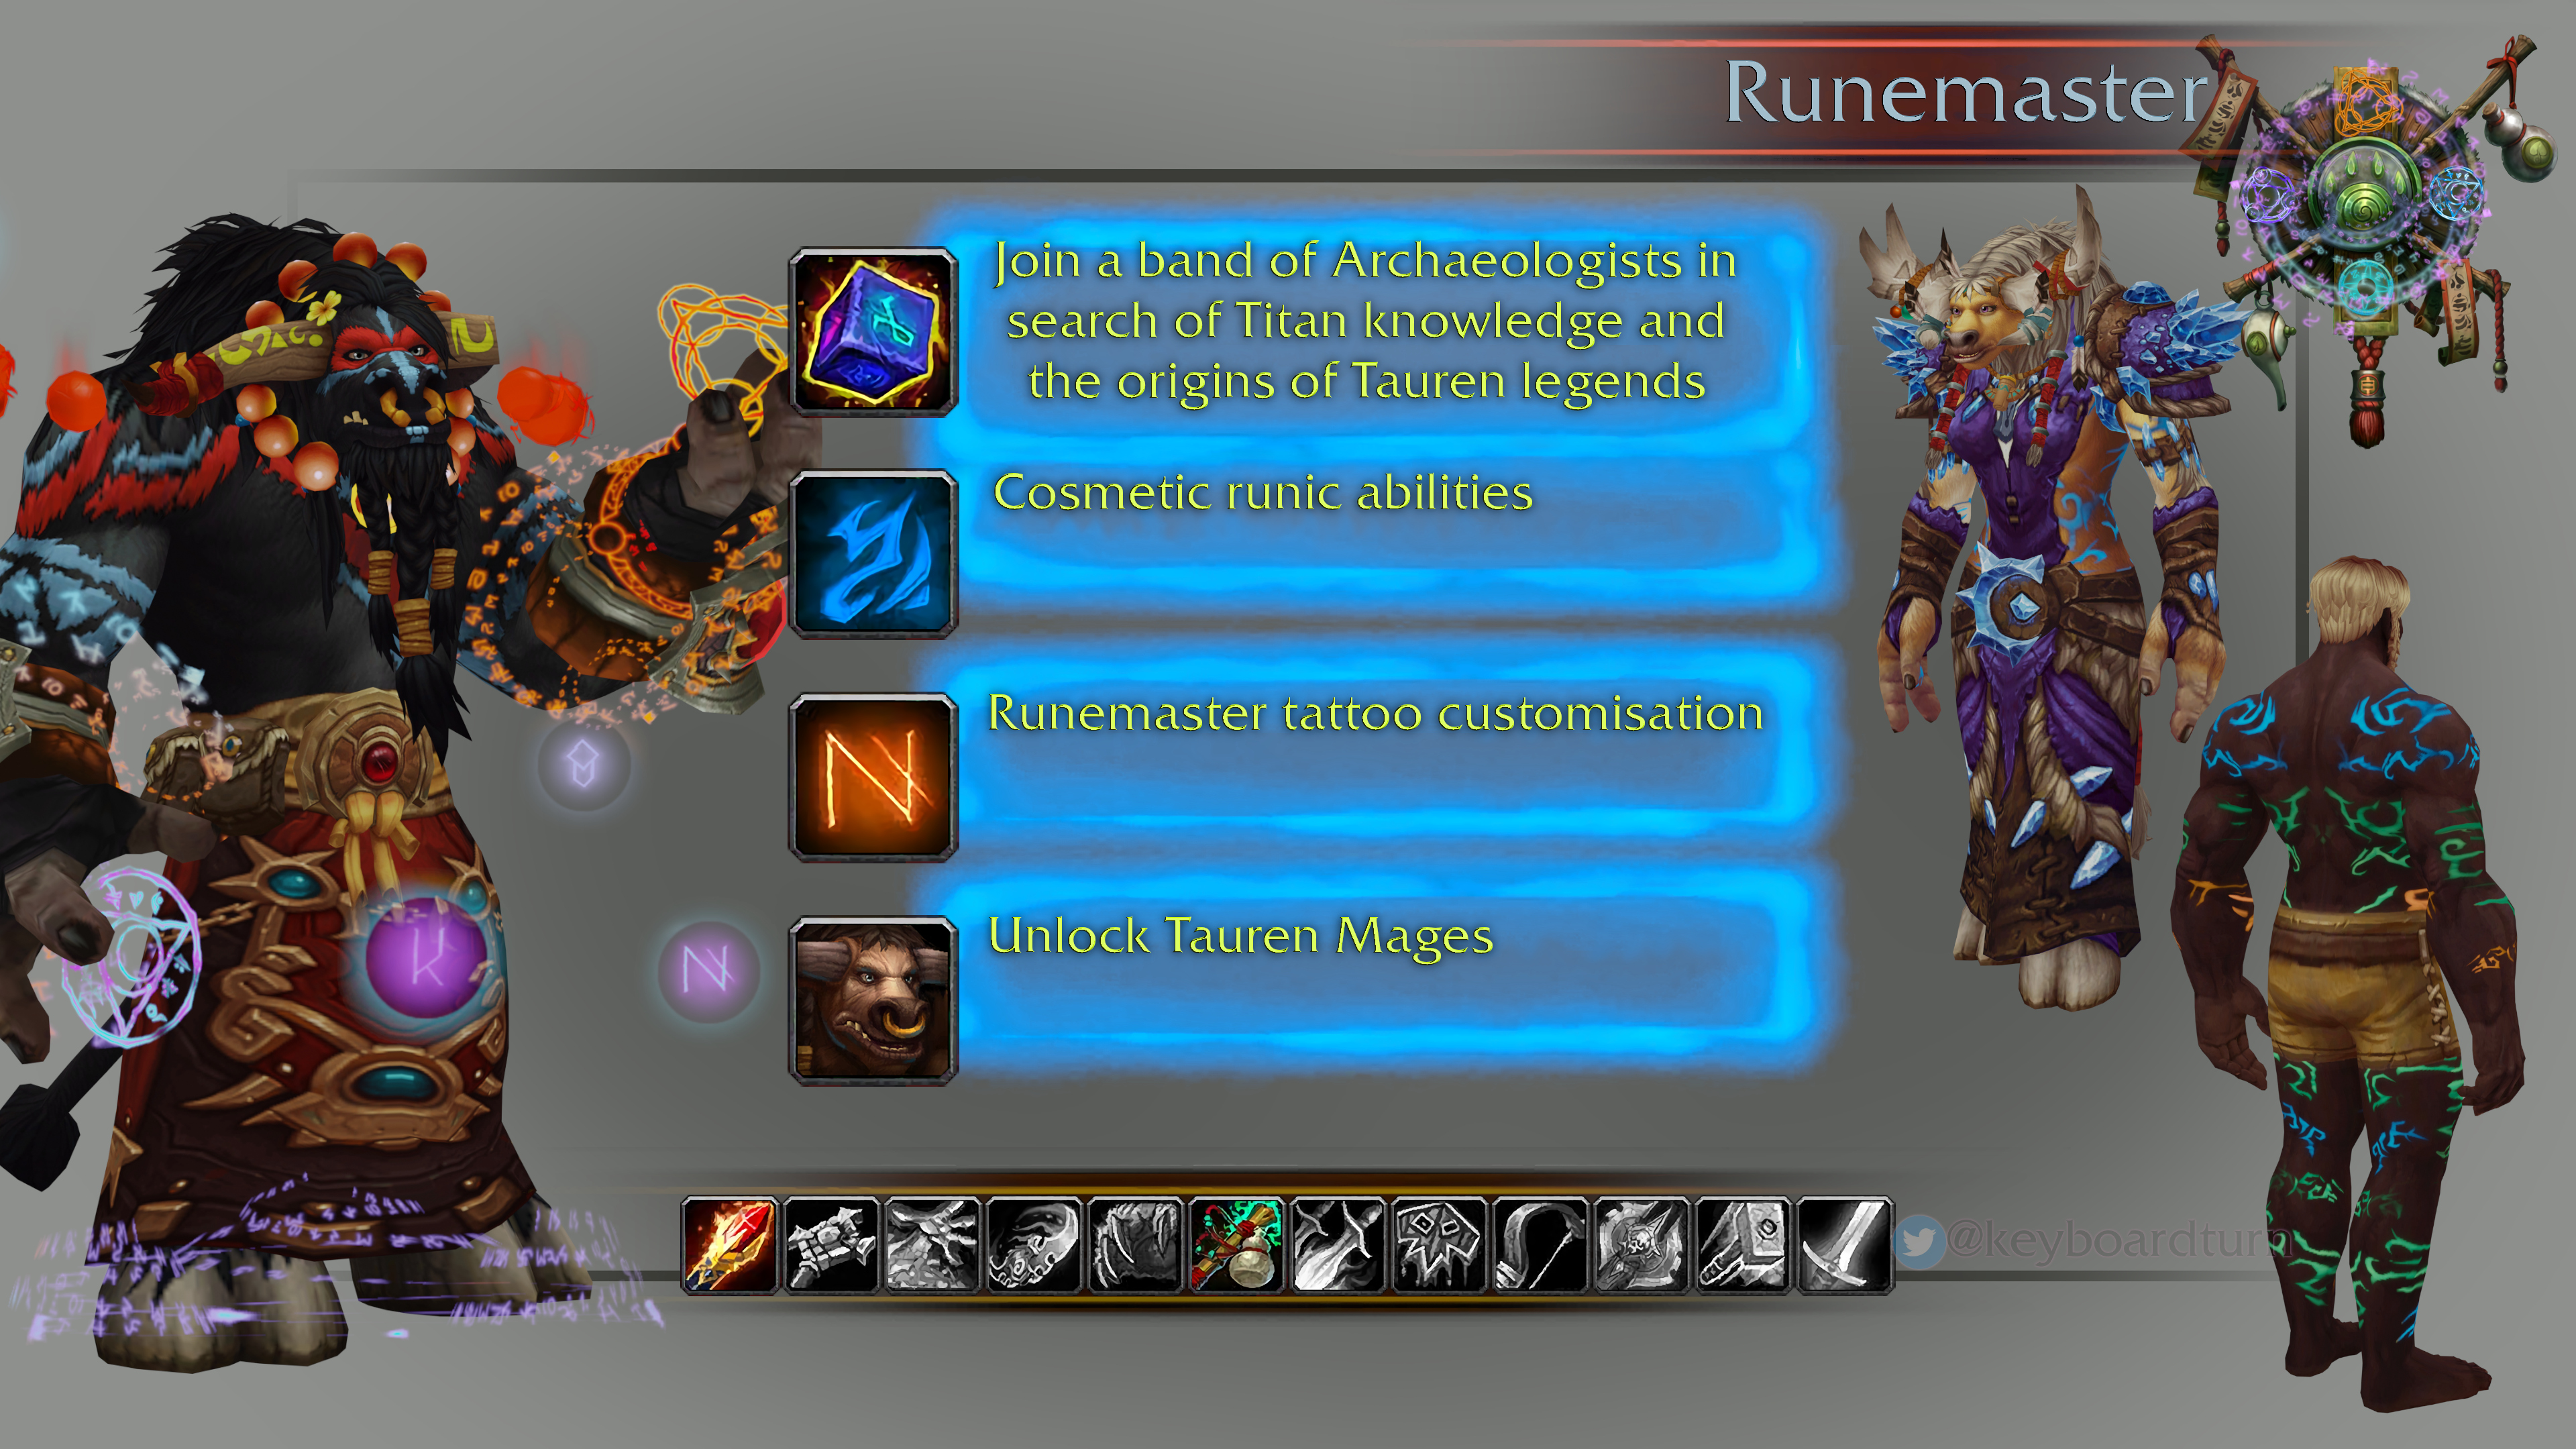 Runemaster
Join a band of Archaeologists in
search of Titan knowledge and
the origins of Tauren legends
Cosmetic runic abilities
Runemaster tattoo customisation
Unlock Tauren Mages
@keyboardturn